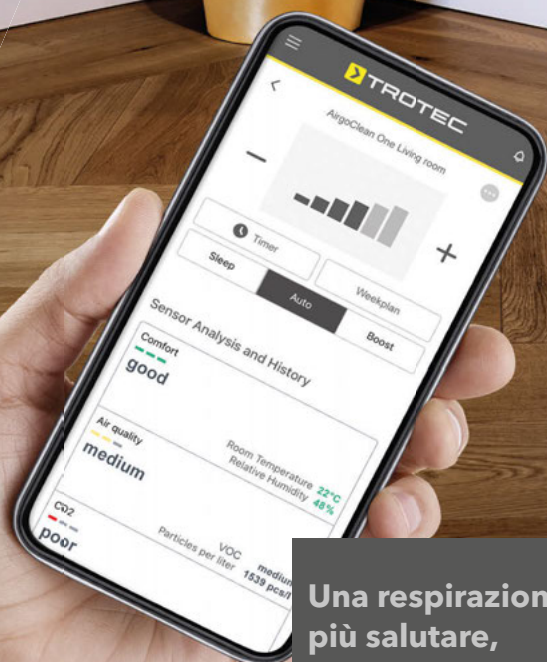 TROTEC
AirgoClean One Living room
Timer
Weekplan
Sleep
Auto
Boost
Sensor Analysis and History
Comfort
good
Room Temperature 22°C
Relative Humidity 48%
Air quality
medium
VOC medium
Particles per liter 1539 pcs/l
CO2
poor
Una respirazion
più salutare,